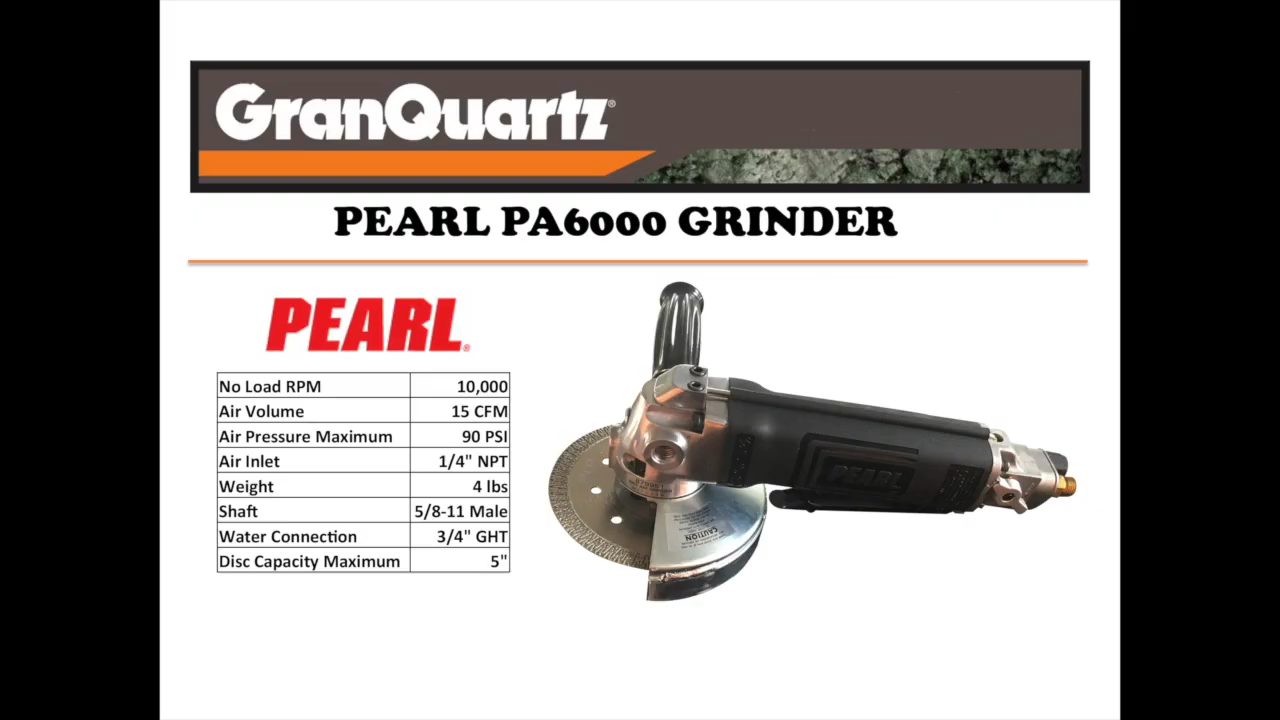 GranQuartz®
PEARL PA6000 GRINDER
PEARL®
No Load RPM 10,000
Air Volume 15 CFM
Air Pressure Maximum 90 PSI
Air Inlet 1/4" NPT
Weight 4 lbs
Shaft 5/8-11 Male
Water Connection 3/4" GHT
Disc Capacity Maximum 5"
PEARL
CAUTION